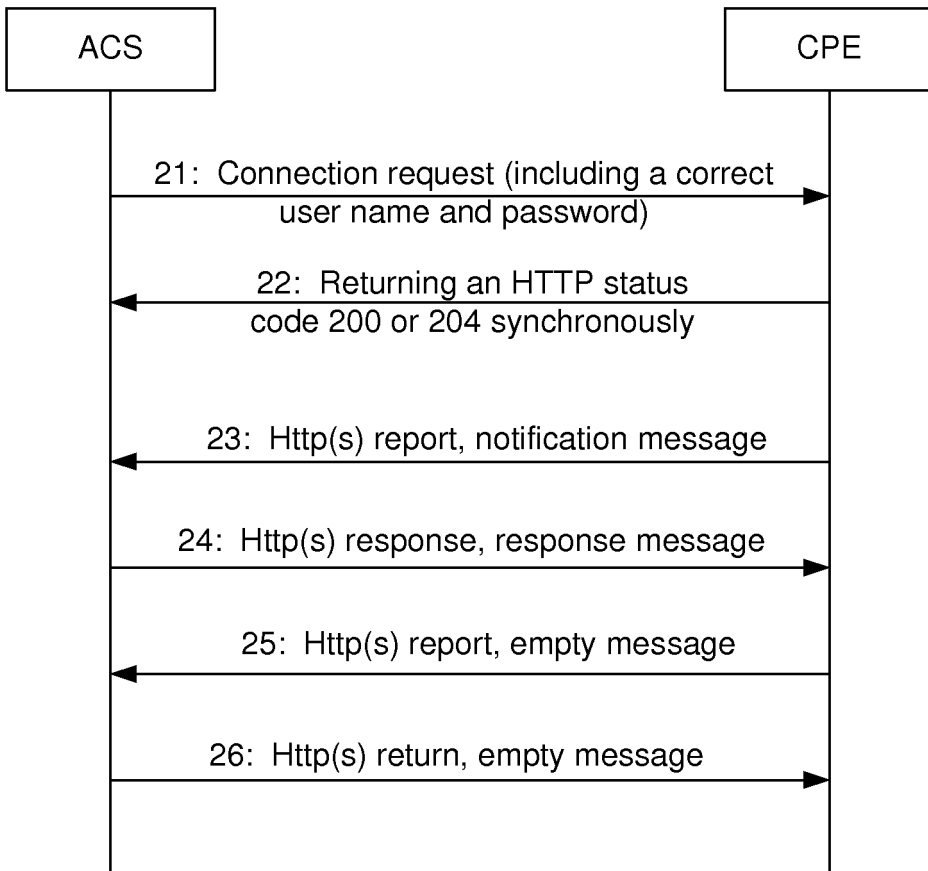 ACS
CPE
21: Connection request (including a correct
user name and password)
22: Returning an HTTP status
code 200 or 204 synchronously
23: Http(s) report, notification message
24: Http(s) response, response message
25: Http(s) report, empty message
26: Http(s) return, empty message